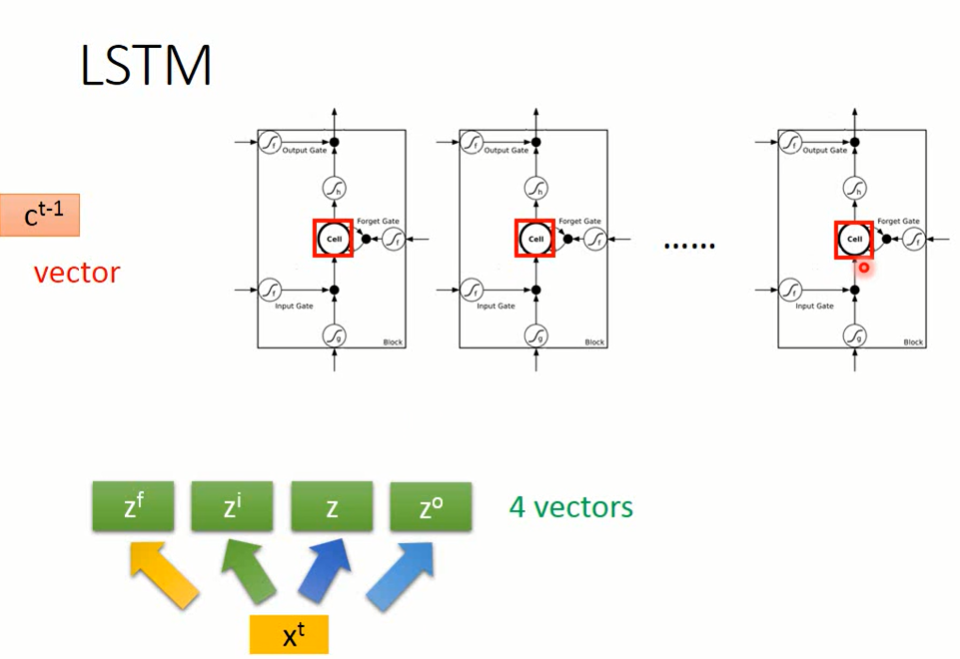 LSTM
c^t-1
vector
Output Gate
h
Forget Gate
Cell
f
f
Input Gate
f
g
Block
Output Gate
h
Forget Gate
Cell
f
f
Input Gate
f
g
Block
......
Output Gate
h
Forget Gate
Cell
f
f
Input Gate
f
g
Block
z^f z^i z z^o 4 vectors
x^t